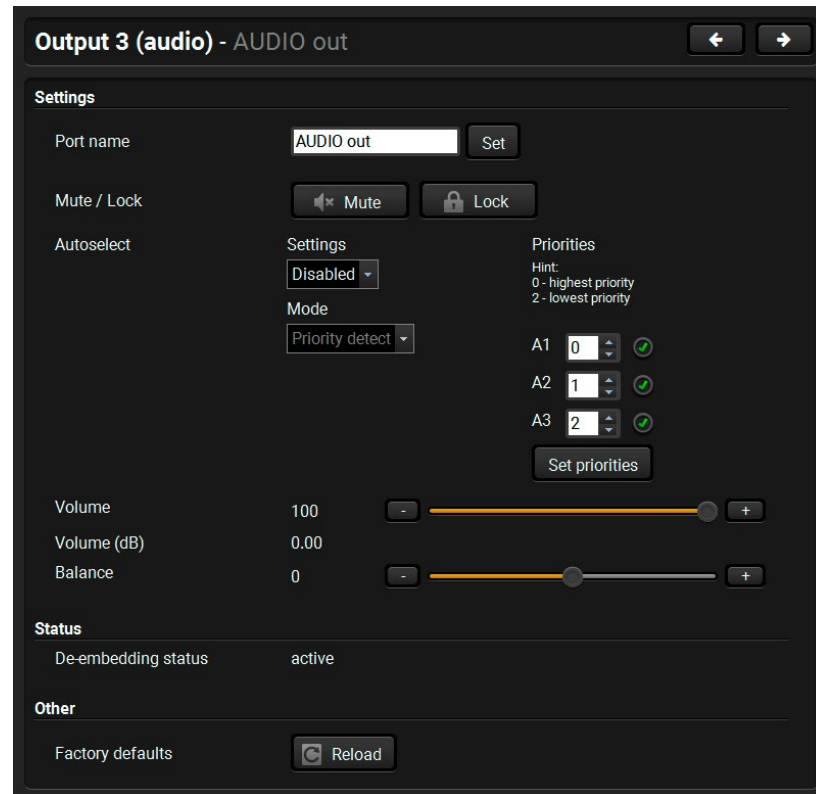 Output 3 (audio) - AUDIO out
Settings
Port name AUDIO out Set
Mute / Lock Mute Lock
Autoselect Settings Priorities
Disabled Hint:
0 - highest priority
2 - lowest priority
Mode
Priority detect
A1 0
A2 1
A3 2
Set priorities
Volume 100 - +
Volume (dB) 0.00
Balance 0 - +
Status
De-embedding status active
Other
Factory defaults Reload